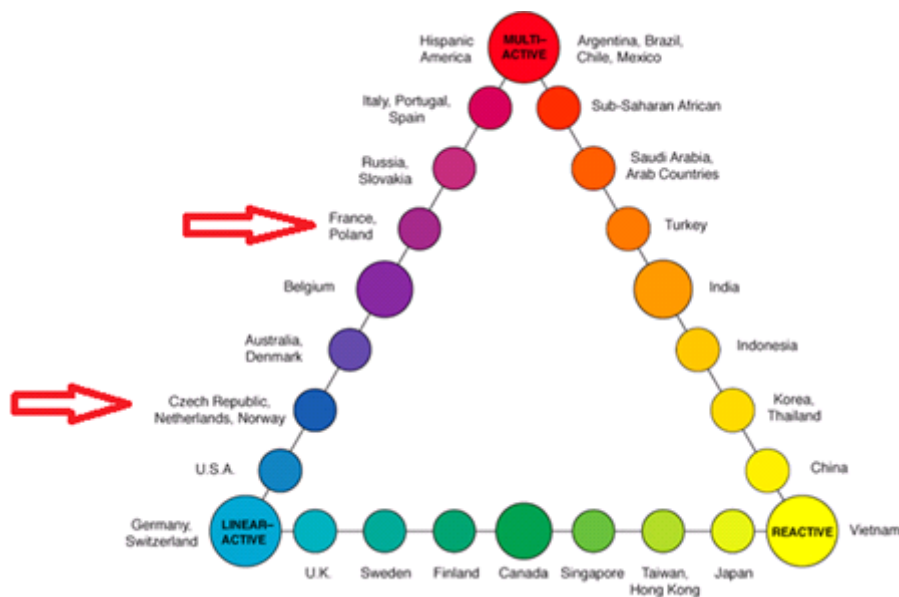 Hispanic
America
MULTI-
ACTIVE
Argentina, Brazil,
Chile, Mexico
Italy, Portugal,
Spain
Sub-Saharan African
Russia,
Slovakia
Saudi Arabia,
Arab Countries
France,
Poland
Turkey
Belgium
India
Australia,
Denmark
Indonesia
Czech Republic,
Netherlands, Norway
Korea,
Thailand
U.S.A.
China
Germany,
Switzerland
LINEAR-
ACTIVE
REACTIVE
Vietnam
U.K.
Sweden
Finland
Canada
Singapore
Taiwan,
Hong Kong
Japan